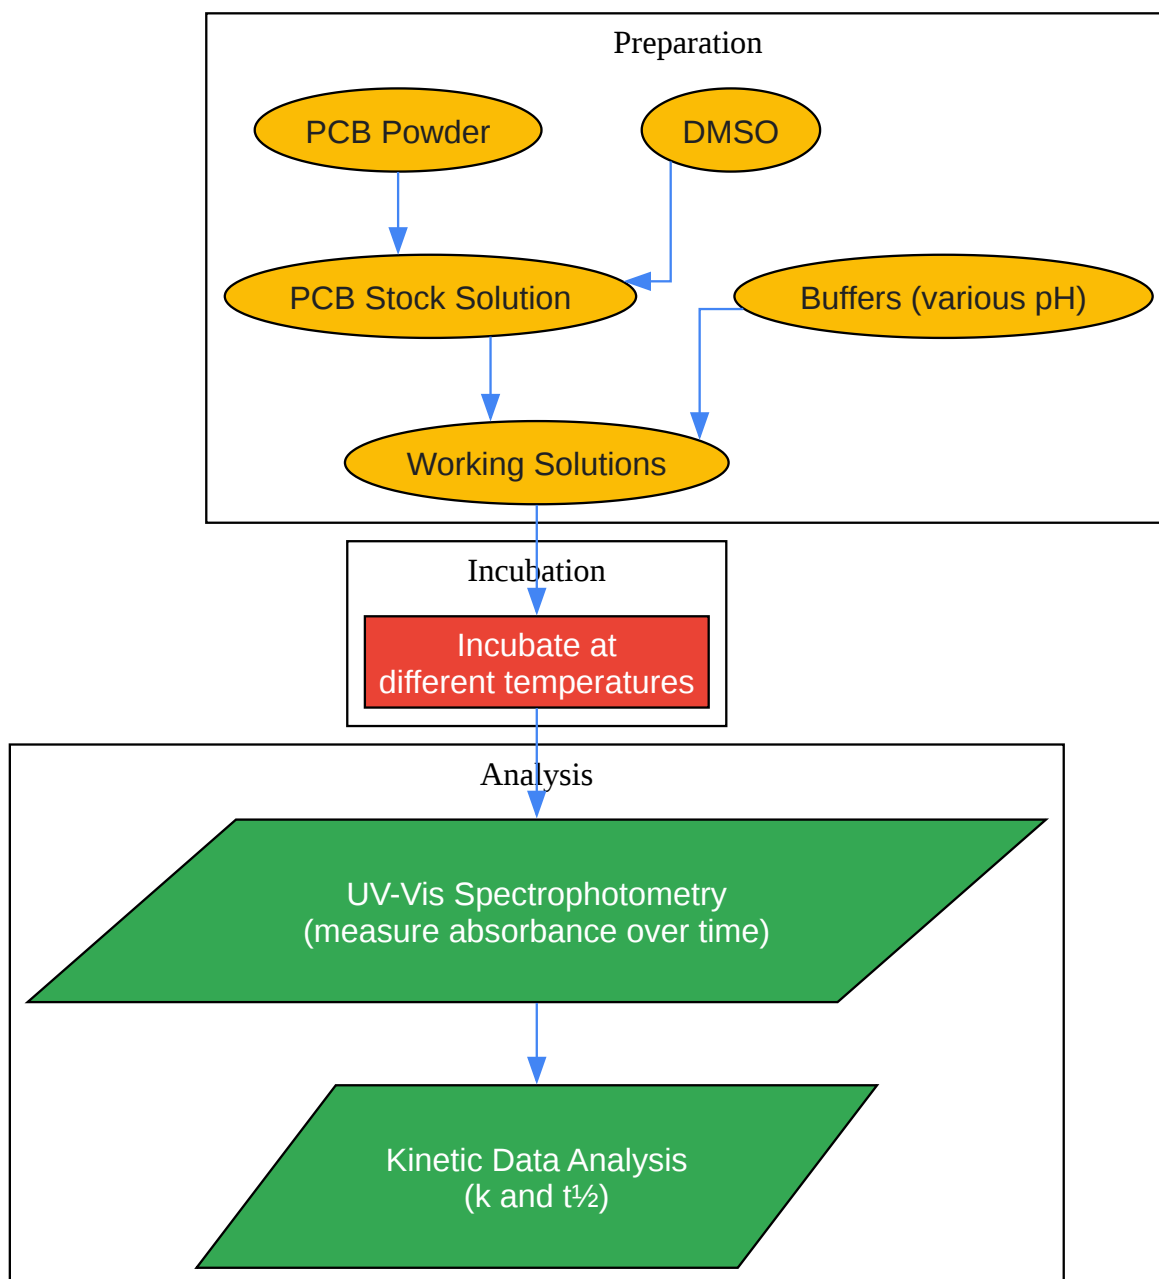 Preparation
PCB Powder
DMSO
PCB Stock Solution
Buffers (various pH)
Working Solutions
Incubation
Incubate at
different temperatures
Analysis
UV-Vis Spectrophotometry
(measure absorbance over time)
Kinetic Data Analysis
(k and t½)